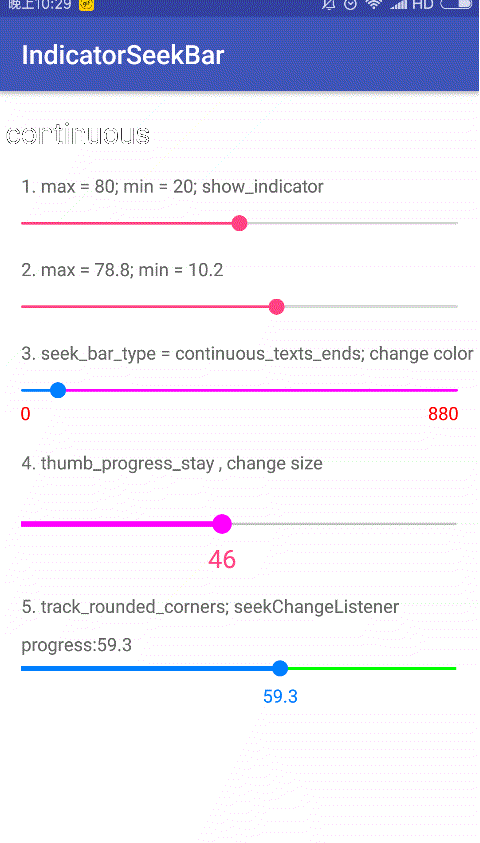 晚上10:29 HD
IndicatorSeekBar
continuous
1. max = 80; min = 20; show_indicator
2. max = 78.8; min = 10.2
3. seek_bar_type = continuous_texts_ends; change color
0 880
4. thumb_progress_stay , change size
46
5. track_rounded_corners; seekChangeListener
progress:59.3
59.3